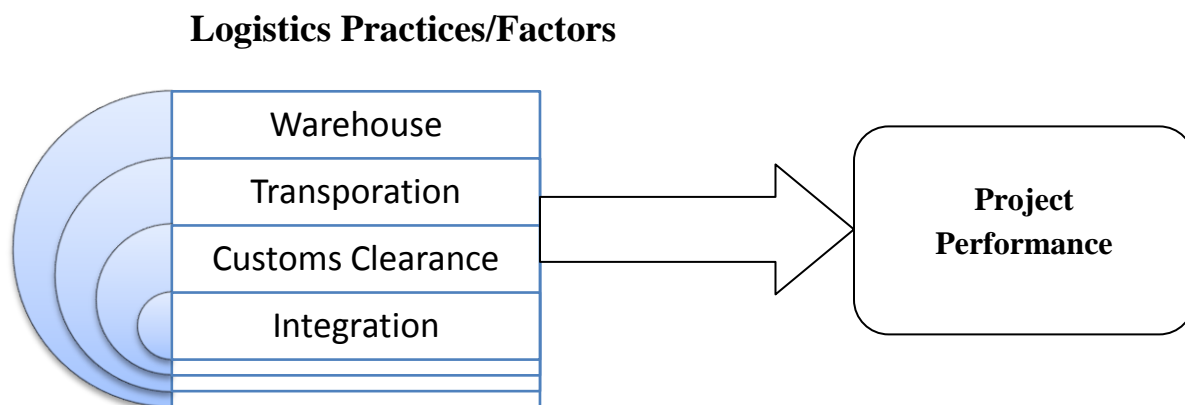 Logistics Practices/Factors
Warehouse
Transporation
Customs Clearance
Integration
Project
Performance